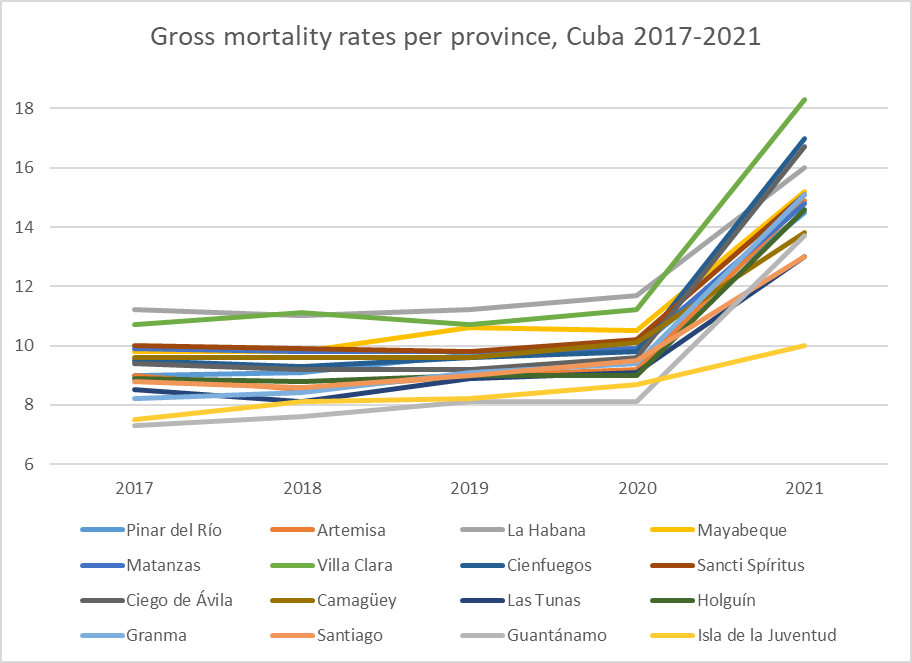 Gross mortality rates per province, Cuba 2017-2021
18
16
14
12
10
8
6
2017 2018 2019 2020 2021
Pinar del Río Artemisa La Habana Mayabeque
Matanzas Villa Clara Cienfuegos Sancti Spíritus
Ciego de Ávila Camagüey Las Tunas Holguín
Granma Santiago Guantánamo Isla de la Juventud